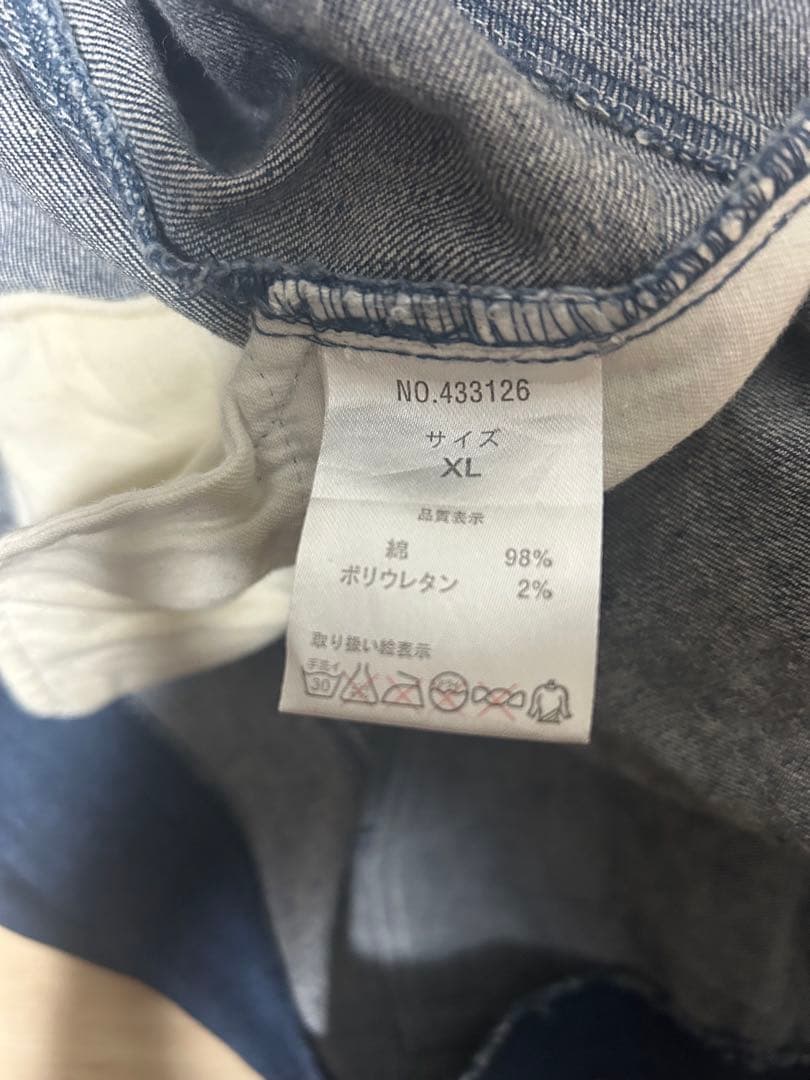 NO.433126
サイズ
XL
品質表示
綿 98%
ポリウレタン 2%
取り扱い絵表示
手洗イ
30